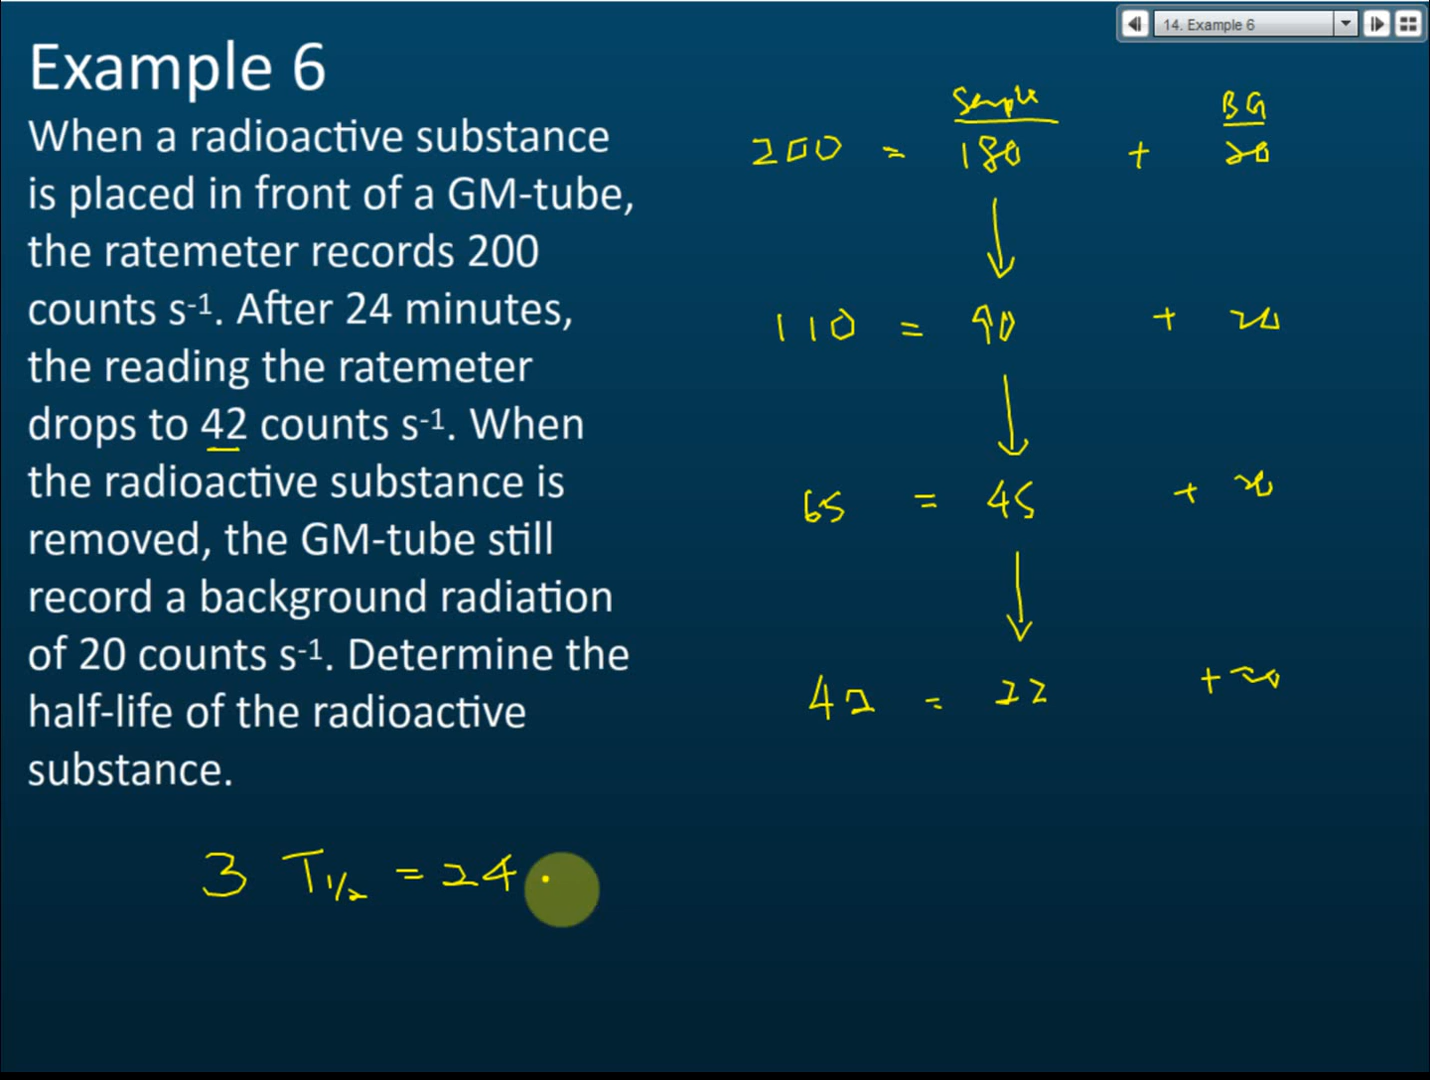 14. Example 6
Example 6
When a radioactive substance
is placed in front of a GM-tube,
the ratemeter records 200
counts s⁻¹. After 24 minutes,
the reading the ratemeter
drops to 42 counts s⁻¹. When
the radioactive substance is
removed, the GM-tube still
record a background radiation
of 20 counts s⁻¹. Determine the
half-life of the radioactive
substance.
Sample BG
200 = 180 + 20
110 = 90 + 20
65 = 45 + 20
42 = 22 + 20
3 T½ = 24